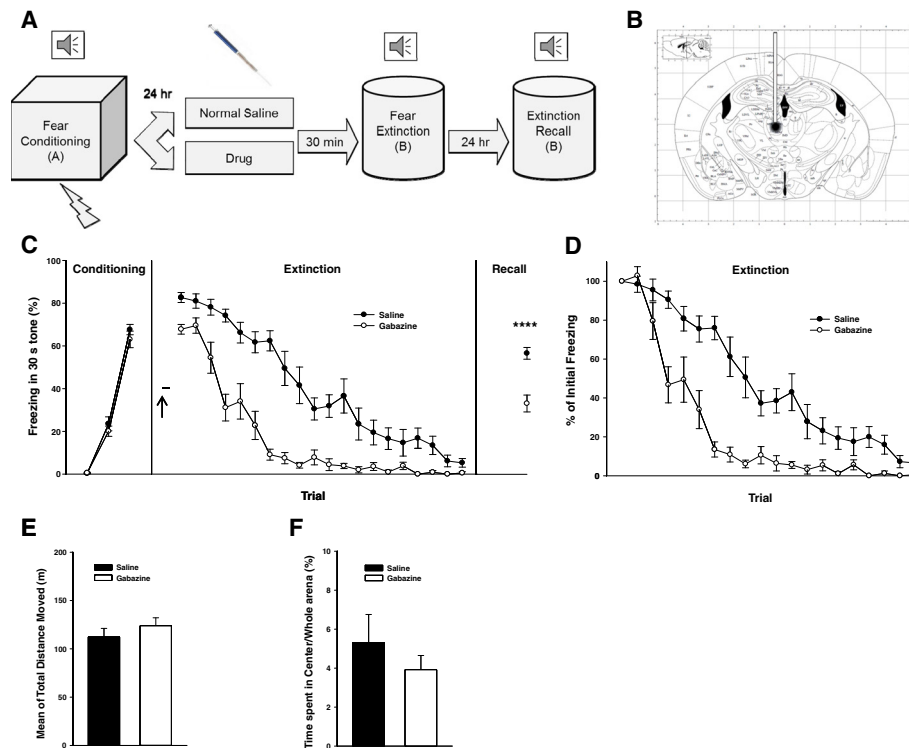 A
24 hr
Fear
Conditioning
(A)
Normal Saline
Drug
30 min
Fear
Extinction
(B)
24 hr
Extinction
Recall
(B)
B
C
Conditioning
Extinction
Recall
Saline
Gabazine
****
Freezing in 30 s tone (%)
100
80
60
40
20
0
Trial
D
Extinction
Saline
Gabazine
% of Initial Freezing
100
80
60
40
20
0
Trial
E
Saline
Gabazine
Mean of Total Distance Moved (m)
200
150
100
50
0
F
Saline
Gabazine
Time spent in Center/Whole arena (%)
10
8
6
4
2
0